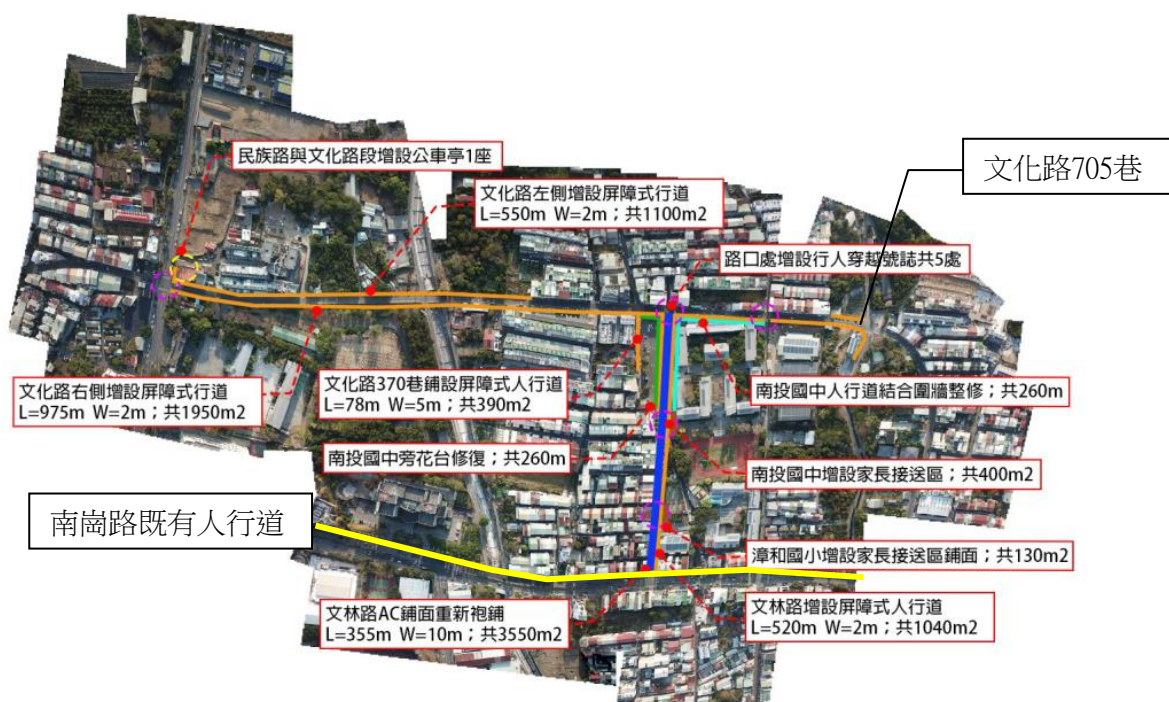 民族路與文化路段增設公車亭1座
文化路705巷
文化路左側增設屏障式行道
L=550m W=2m；共1100m2
路口處增設行人穿越號誌共5處
文化路右側增設屏障式行道
L=975m W=2m；共1950m2
文化路370巷鋪設屏障式人行道
L=78m W=5m；共390m2
南投國中人行道結合圍牆整修；共260m
南投國中旁花台修復；共260m
南投國中增設家長接送區；共400m2
南崗路既有人行道
漳和國小增設家長接送區鋪面；共130m2
文林路AC鋪面重新袍鋪
L=355m W=10m；共3550m2
文林路增設屏障式人行道
L=520m W=2m；共1040m2